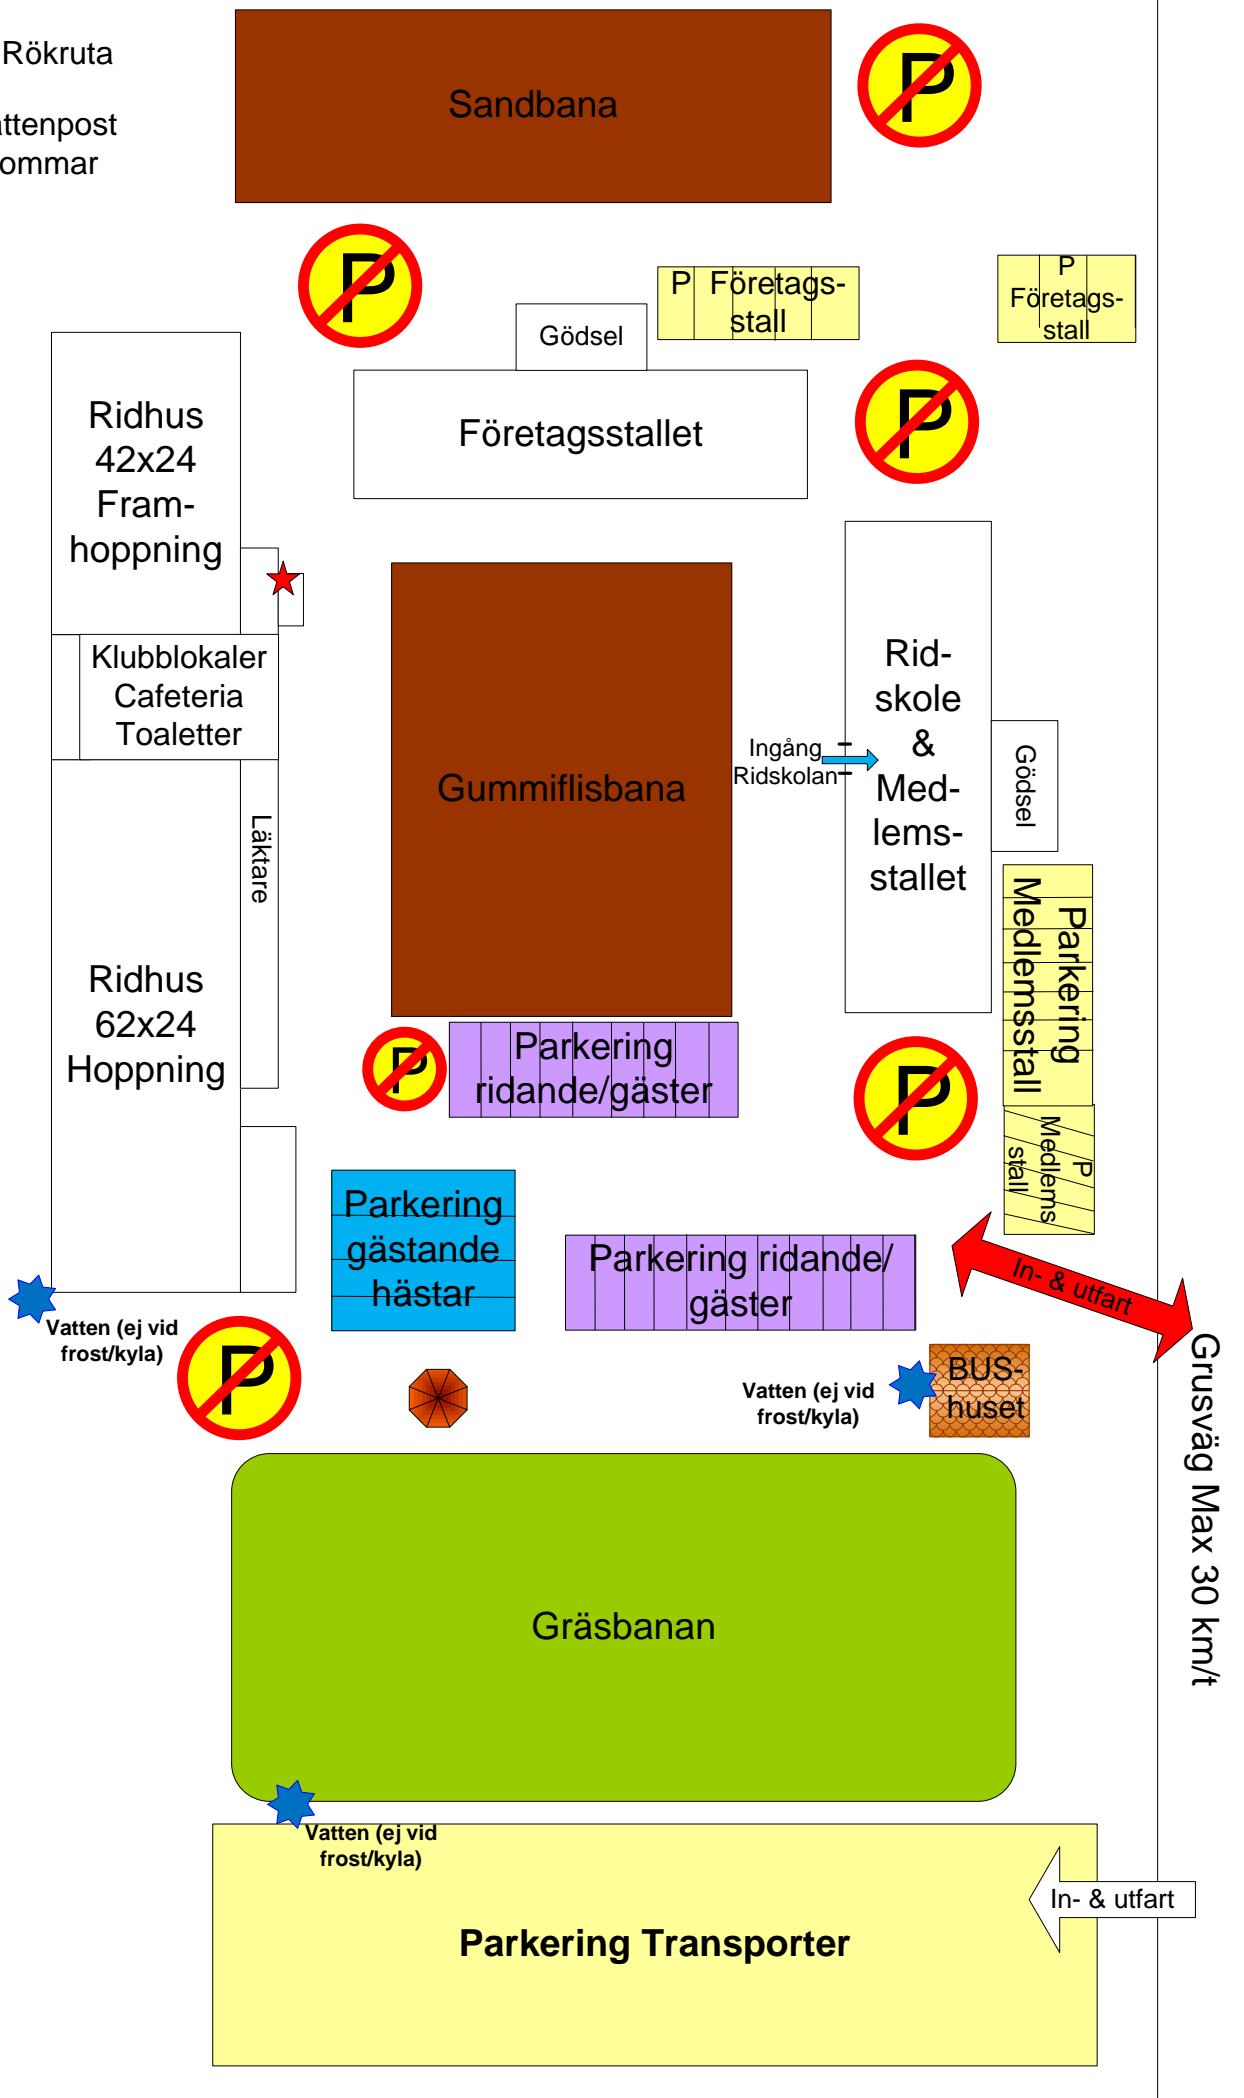 Rökruta
ommar
Sandbana
P
P
P Företags-
stall
P
Företags-
stall
Gödsel
Företagsstallet
P
Ridhus
42x24
Fram-
hoppning
Klubblokaler
Cafeteria
Toaletter
Läktare
Ridhus
62x24
Hoppning
Gummiflisbana
Ingång
Ridskolan
Rid-
skole
&
Med-
lems-
stallet
Gödsel
Parkering
Medlemsstall
P
Medlems
stall
P
Parkering
ridande/gäster
P
Parkering
gästande
hästar
Parkering ridande/
gäster
In- & utfart
Vatten (ej vid
frost/kyla)
P
Vatten (ej vid
frost/kyla)
BUS-
huset
Grusväg Max 30 km/t
Gräsbanan
Vatten (ej vid
frost/kyla)
In- & utfart
Parkering Transporter